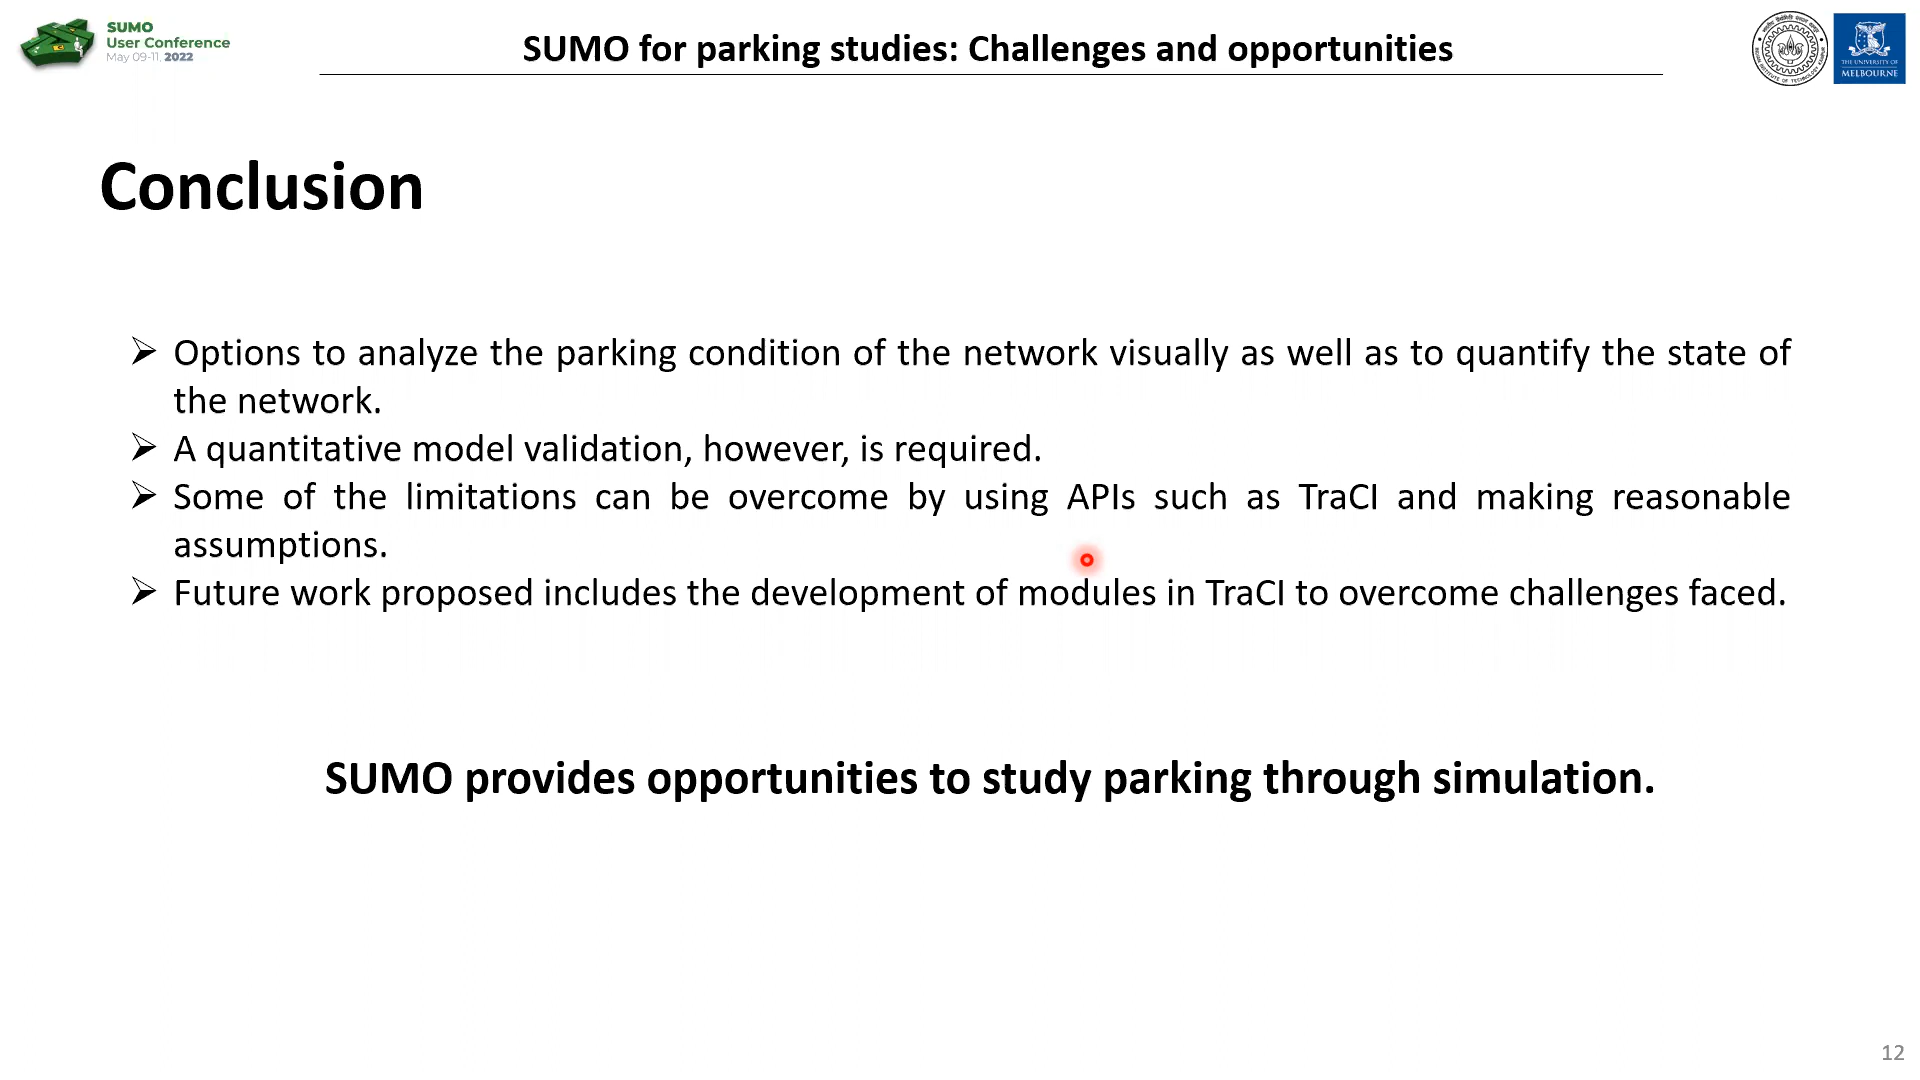 SUMO
User Conference
May 09-11, 2022
SUMO for parking studies: Challenges and opportunities
THE UNIVERSITY OF
MELBOURNE
Conclusion
➢ Options to analyze the parking condition of the network visually as well as to quantify the state of
the network.
➢ A quantitative model validation, however, is required.
➢ Some of the limitations can be overcome by using APIs such as TraCI and making reasonable
assumptions.
➢ Future work proposed includes the development of modules in TraCI to overcome challenges faced.
SUMO provides opportunities to study parking through simulation.
12